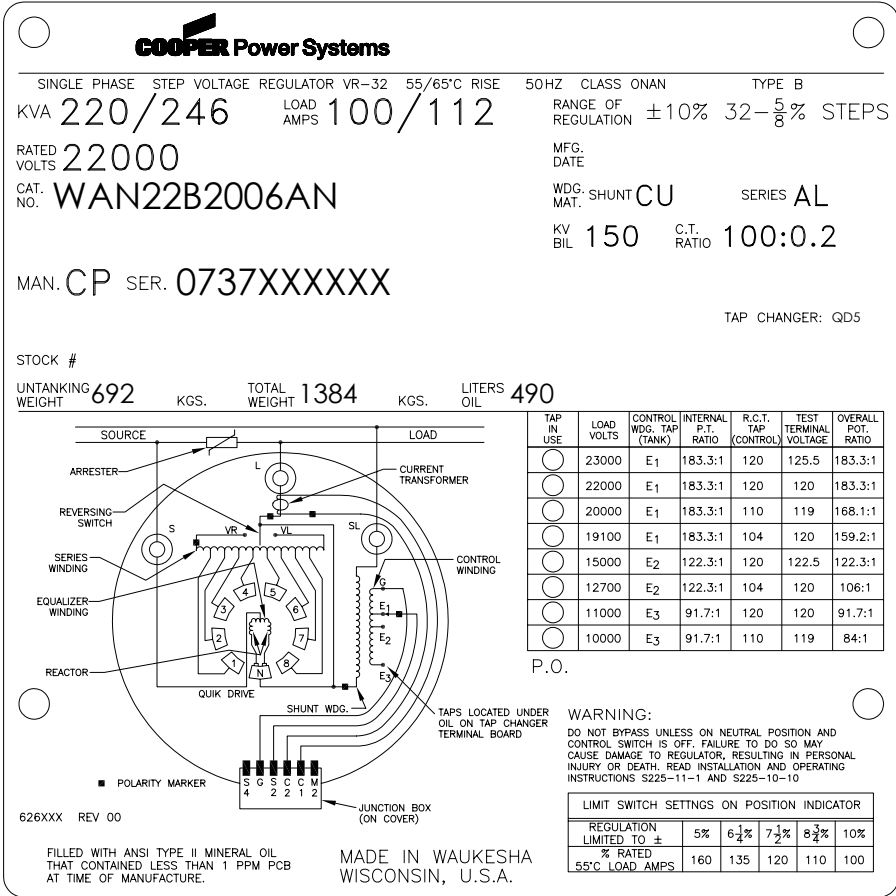 COOPER Power Systems
SINGLE PHASE STEP VOLTAGE REGULATOR VR-32 55/65°C RISE 50HZ CLASS ONAN TYPE B
KVA 220/246 LOAD AMPS 100/112 RANGE OF REGULATION ±10% 32-5/8% STEPS
RATED VOLTS 22000 MFG. DATE
CAT. NO. WAN22B2006AN WDG. MAT. SHUNT CU SERIES AL
KV BIL 150 C.T. RATIO 100:0.2
MAN. CP SER. 0737XXXXXX
TAP CHANGER: QD5
STOCK #
UNTANKING WEIGHT 692 KGS. TOTAL WEIGHT 1384 KGS. LITERS OIL 490
SOURCE LOAD
ARRESTER
L
CURRENT TRANSFORMER
REVERSING SWITCH
S
VR VL
SL
SERIES WINDING
CONTROL WINDING
EQUALIZER WINDING
G
E1
E2
E3
1 2 3 4 5 6 7 8
N
REACTOR
QUIK DRIVE
SHUNT WDG.
TAPS LOCATED UNDER
OIL ON TAP CHANGER
TERMINAL BOARD
S4 G S2 C2 C1 M2
POLARITY MARKER
JUNCTION BOX
(ON COVER)
626XXX REV 00
FILLED WITH ANSI TYPE II MINERAL OIL
THAT CONTAINED LESS THAN 1 PPM PCB
AT TIME OF MANUFACTURE.
MADE IN WAUKESHA
WISCONSIN, U.S.A.
TAP IN USE LOAD VOLTS CONTROL WDG. TAP (TANK) INTERNAL P.T. RATIO R.C.T. TAP (CONTROL) TEST TERMINAL VOLTAGE OVERALL POT. RATIO
23000 E1 183.3:1 120 125.5 183.3:1
22000 E1 183.3:1 120 120 183.3:1
20000 E1 183.3:1 110 119 168.1:1
19100 E1 183.3:1 104 120 159.2:1
15000 E2 122.3:1 120 122.5 122.3:1
12700 E2 122.3:1 104 120 106:1
11000 E3 91.7:1 120 120 91.7:1
10000 E3 91.7:1 110 119 84:1
P.O.
WARNING:
DO NOT BYPASS UNLESS ON NEUTRAL POSITION AND
CONTROL SWITCH IS OFF. FAILURE TO DO SO MAY
CAUSE DAMAGE TO REGULATOR, RESULTING IN PERSONAL
INJURY OR DEATH. READ INSTALLATION AND OPERATING
INSTRUCTIONS S225-11-1 AND S225-10-10
LIMIT SWITCH SETTNGS ON POSITION INDICATOR
REGULATION LIMITED TO ± 5% 6 1/4% 7 1/2% 8 3/4% 10%
% RATED 55°C LOAD AMPS 160 135 120 110 100